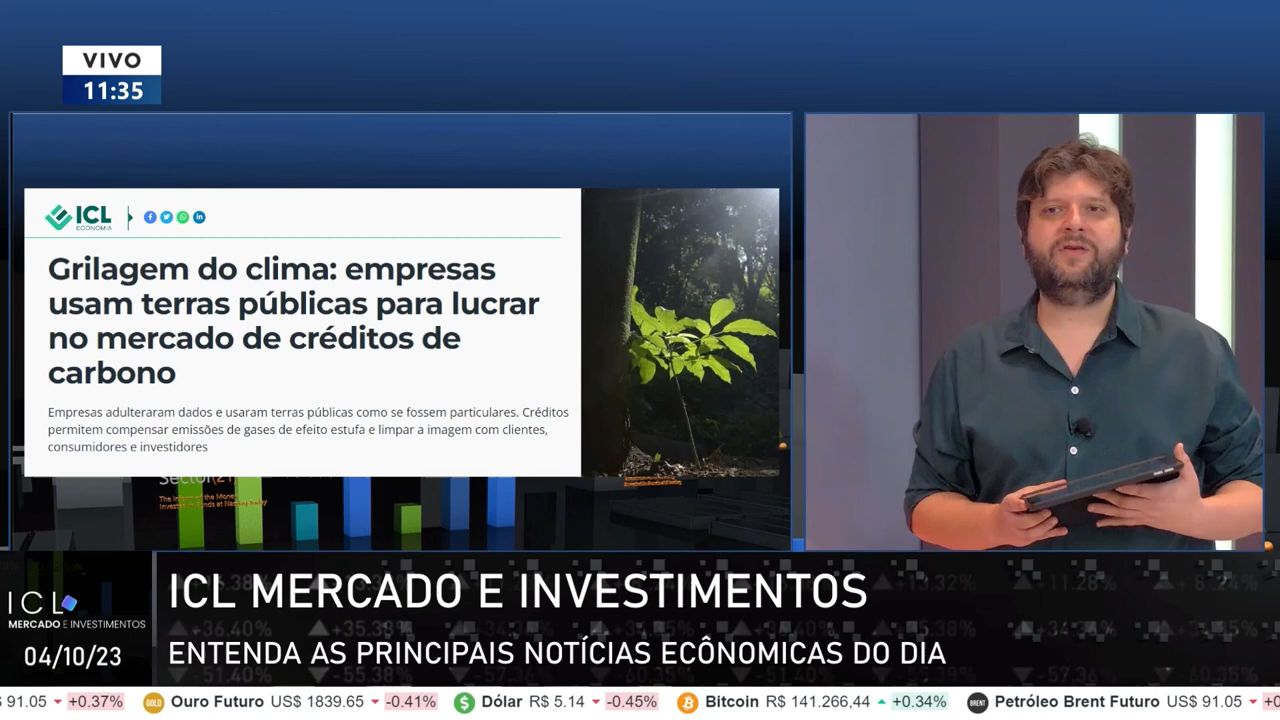 VIVO
11:35
ICL
ECONOMIA
Grilagem do clima: empresas
usam terras públicas para lucrar
no mercado de créditos de
carbono
Empresas adulteraram dados e usaram terras públicas como se fossem particulares. Créditos
permitem compensar emissões de gases de efeito estufa e limpar a imagem com clientes,
consumidores e investidores
ICL MERCADO E INVESTIMENTOS
ENTENDA AS PRINCIPAIS NOTÍCIAS ECÔNOMICAS DO DIA
ICL
MERCADO E INVESTIMENTOS
04/10/23
91.05 +0.37% GOLD Ouro Futuro US$ 1839.65 -0.41% $ Dólar R$ 5.14 -0.45% Bitcoin R$ 141.266,44 +0.34% BRENT Petróleo Brent Futuro US$ 91.05